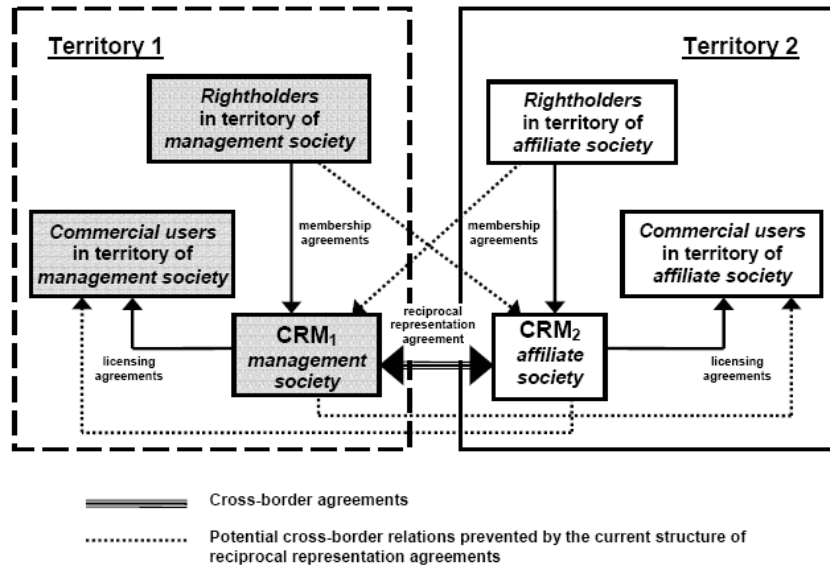 Territory 1
Territory 2
Rightholders
in territory of
management society
Rightholders
in territory of
affiliate society
membership
agreements
membership
agreements
Commercial users
in territory of
management society
Commercial users
in territory of
affiliate society
reciprocal
representation
agreement
CRM₁
management
society
CRM₂
affiliate
society
licensing
agreements
licensing
agreements
Cross-border agreements
Potential cross-border relations prevented by the current structure of
reciprocal representation agreements